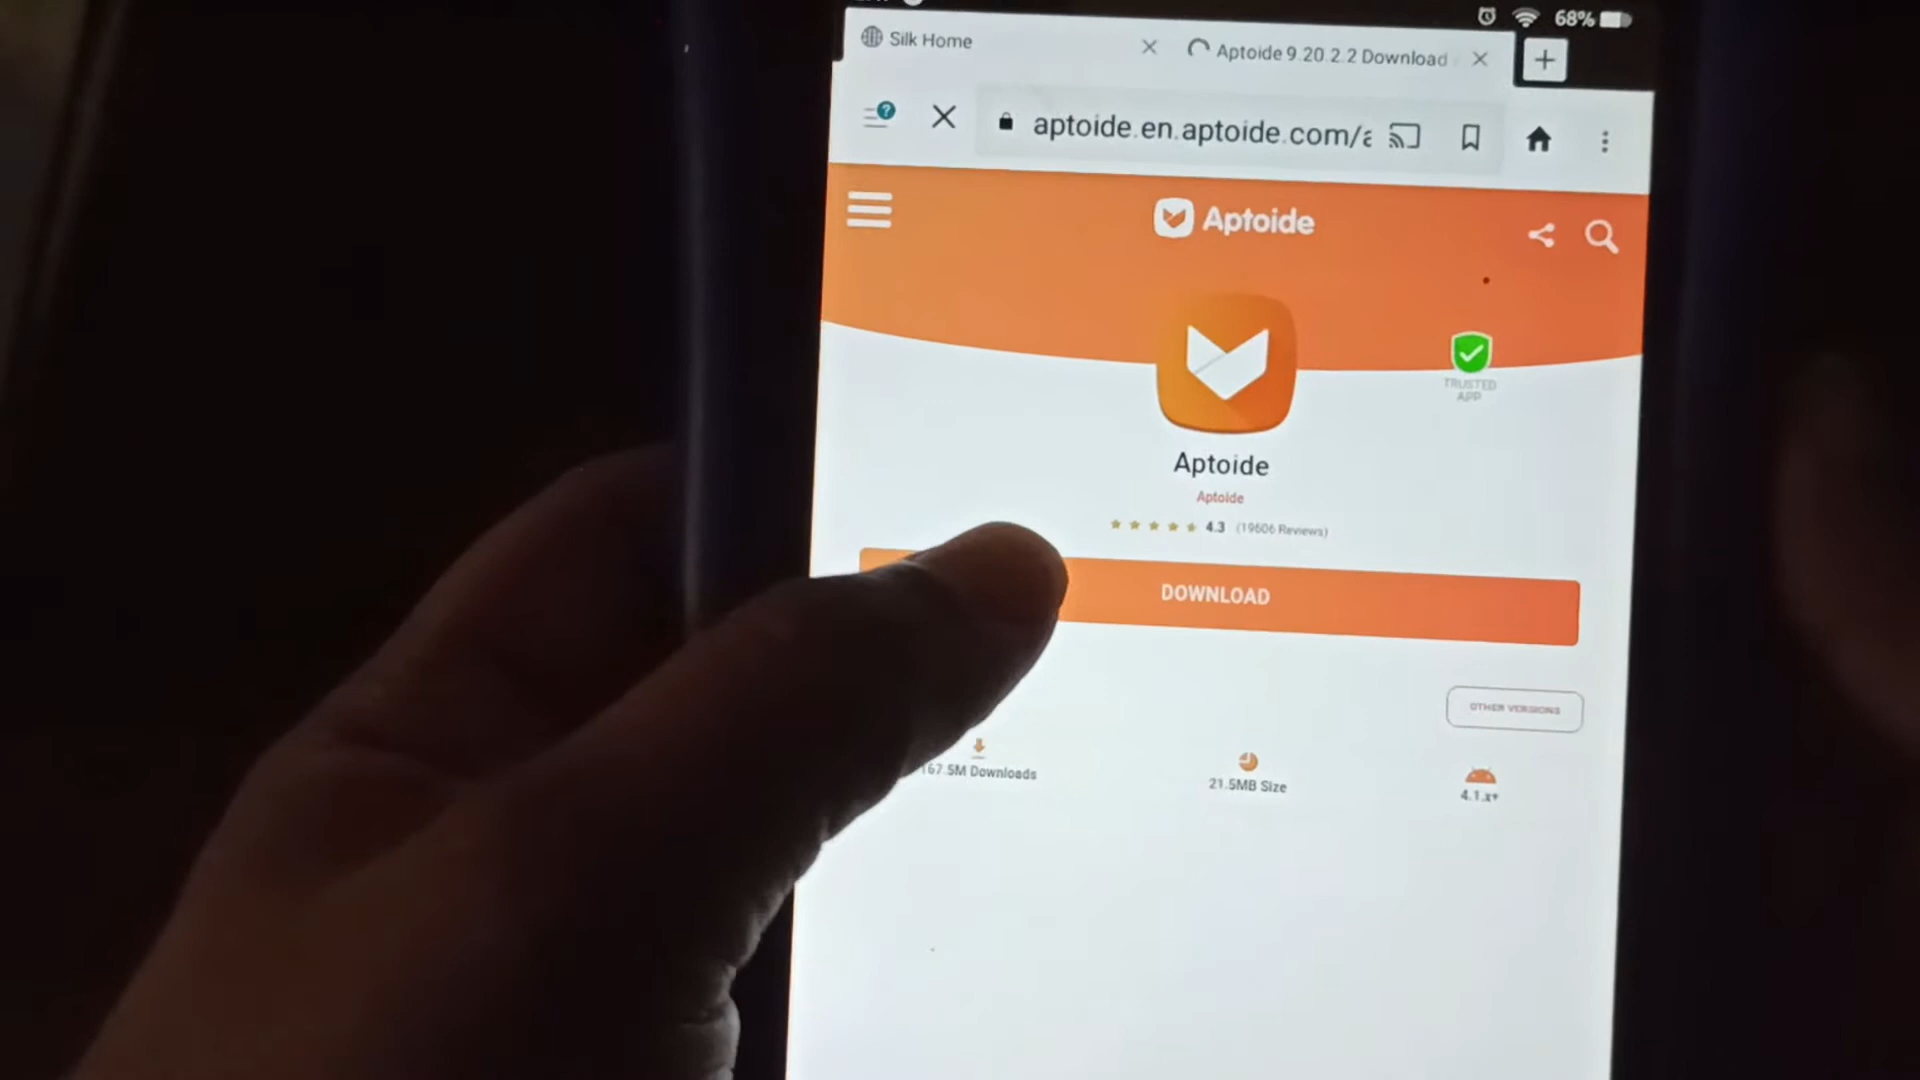 68%
Silk Home
Aptoide 9.20.2.2 Download
aptoide.en.aptoide.com/a
Aptoide
TRUSTED
APP
Aptoide
Aptoide
4.3 (19606 Reviews)
DOWNLOAD
OTHER VERSIONS
167.5M Downloads
21.5MB Size
4.1.x+